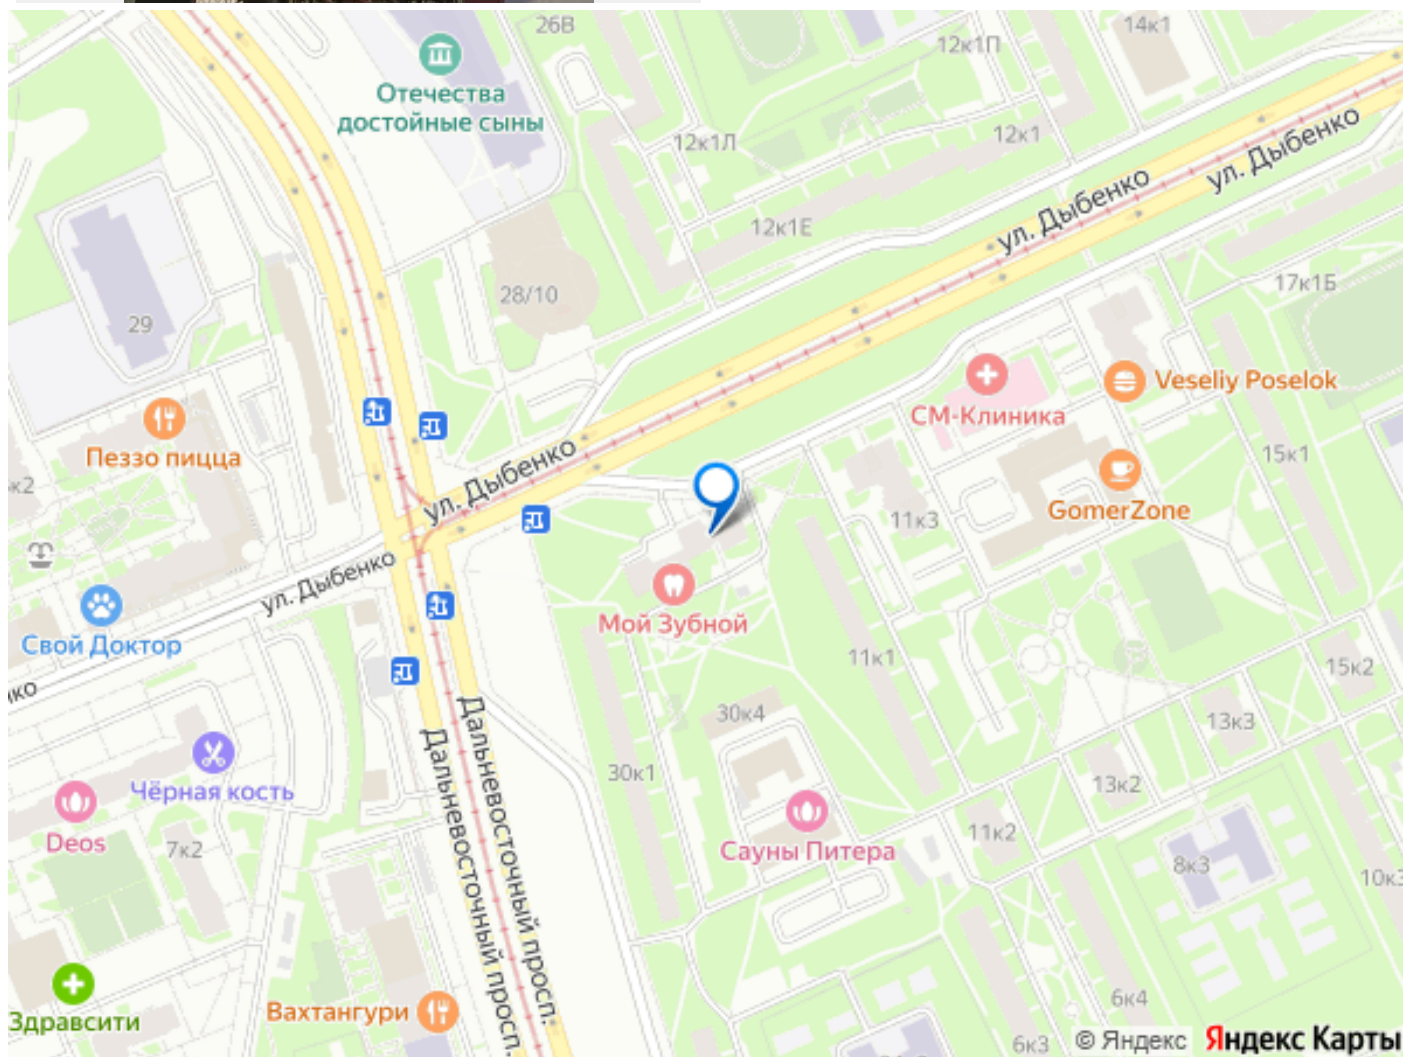 26В
14к1
12к1П
Отечества
достойные сыны
12к1Л
12к1
ул. Дыбенко
ул. Дыбенко
12к1Е
17к1Б
28/10
29
СМ-Клиника
Veseliy Poselok
Пеззо пицца
к2
ул. Дыбенко
15к1
GomerZone
11к3
ул. Дыбенко
Свой Доктор
Мой Зубной
11к1
15к2
ко
30к4
13к3
Дальневосточный просп.
Дальневосточный просп.
30к1
13к2
Чёрная кость
Deos
7к2
Сауны Питера
11к2
8к3
10к3
Здравсити
Вахтангури
6к4
6к3
© Яндекс Яндекс Карты